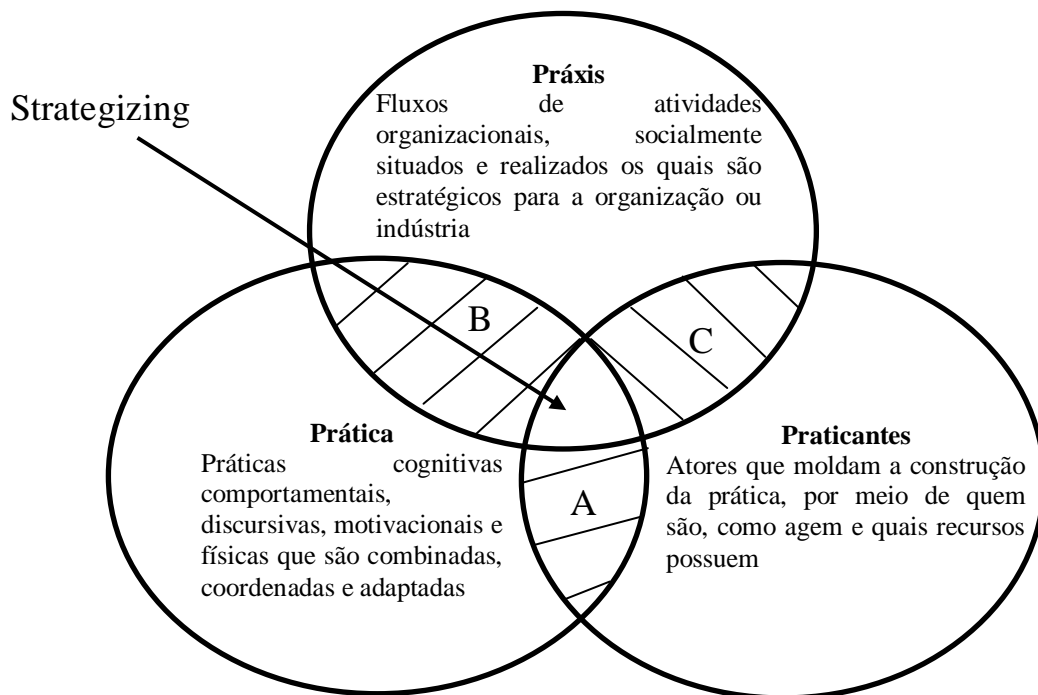 Práxis
Fluxos de atividades
organizacionais, socialmente
situados e realizados os quais são
estratégicos para a organização ou
indústria
Strategizing
B
C
Prática
Práticas cognitivas
comportamentais,
discursivas, motivacionais e
físicas que são combinadas,
coordenadas e adaptadas
A
Praticantes
Atores que moldam a construção
da prática, por meio de quem
são, como agem e quais recursos
possuem